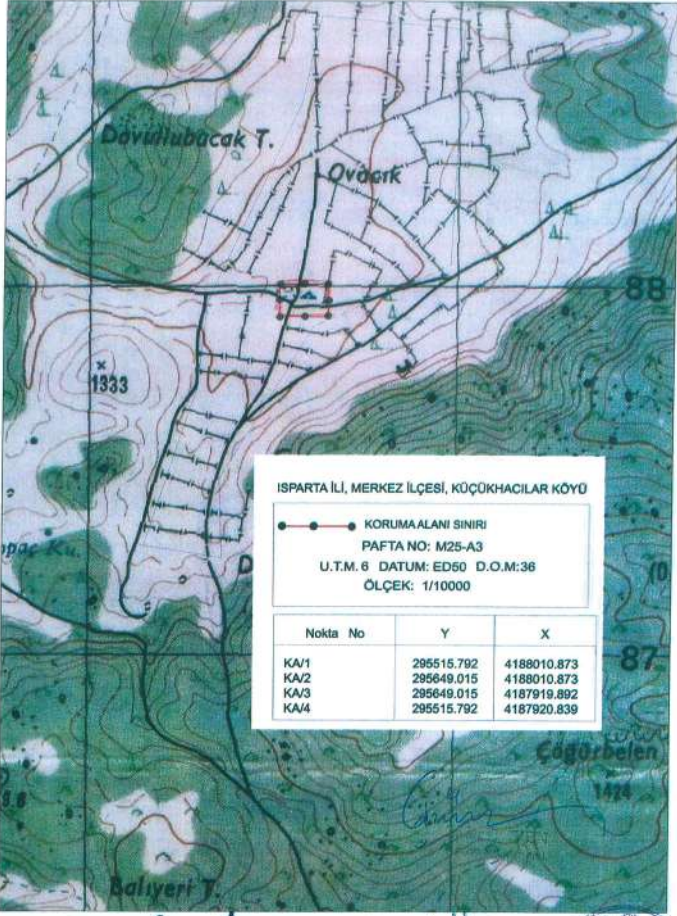 Davullubucak T.
Ovacık
88
1333
ISPARTA İLİ, MERKEZ İLÇESİ, KÜÇÜKHACILAR KÖYÜ
KORUMA ALANI SINIRI
PAFTA NO: M25-A3
U.T.M. 6 DATUM: ED50 D.O.M:36
ÖLÇEK: 1/10000
Nokta No Y X
KA/1 295515.792 4188010.873
KA/2 295649.015 4188010.873
KA/3 295649.015 4187919.892
KA/4 295515.792 4187920.839
D
87
Çögürbelen
1424
Balıyeri T.